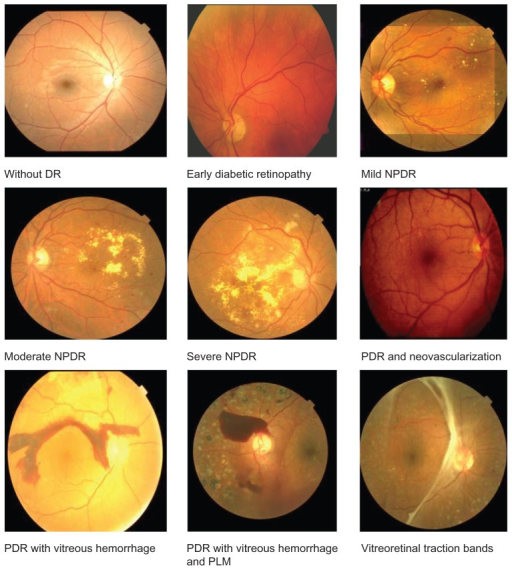 Without DR
Early diabetic retinopathy
Mild NPDR
Moderate NPDR
Severe NPDR
PDR and neovascularization
PDR with vitreous hemorrhage
PDR with vitreous hemorrhage
and PLM
Vitreoretinal traction bands